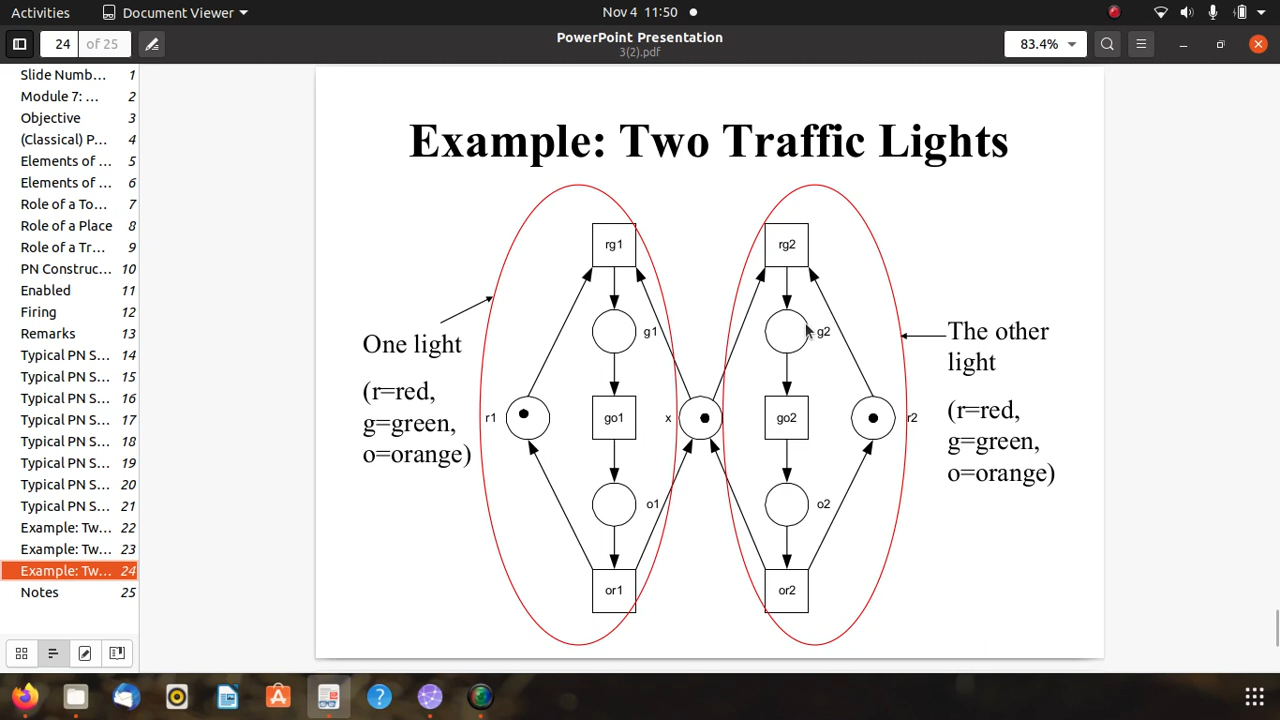 Activities
Document Viewer
Nov 4 11:50
24
of 25
PowerPoint Presentation
3(2).pdf
83.4%
Slide Numb... 1
Module 7: ... 2
Objective 3
(Classical) P... 4
Elements of ... 5
Elements of ... 6
Role of a To... 7
Role of a Place 8
Role of a Tr... 9
PN Construc... 10
Enabled 11
Firing 12
Remarks 13
Typical PN S... 14
Typical PN S... 15
Typical PN S... 16
Typical PN S... 17
Typical PN S... 18
Typical PN S... 19
Typical PN S... 20
Typical PN S... 21
Example: Tw... 22
Example: Tw... 23
Example: Tw... 24
Notes 25
Example: Two Traffic Lights
rg1
rg2
g1
g2
One light
(r=red,
g=green,
o=orange)
The other
light
(r=red,
g=green,
o=orange)
r1
go1
x
go2
r2
o1
o2
or1
or2